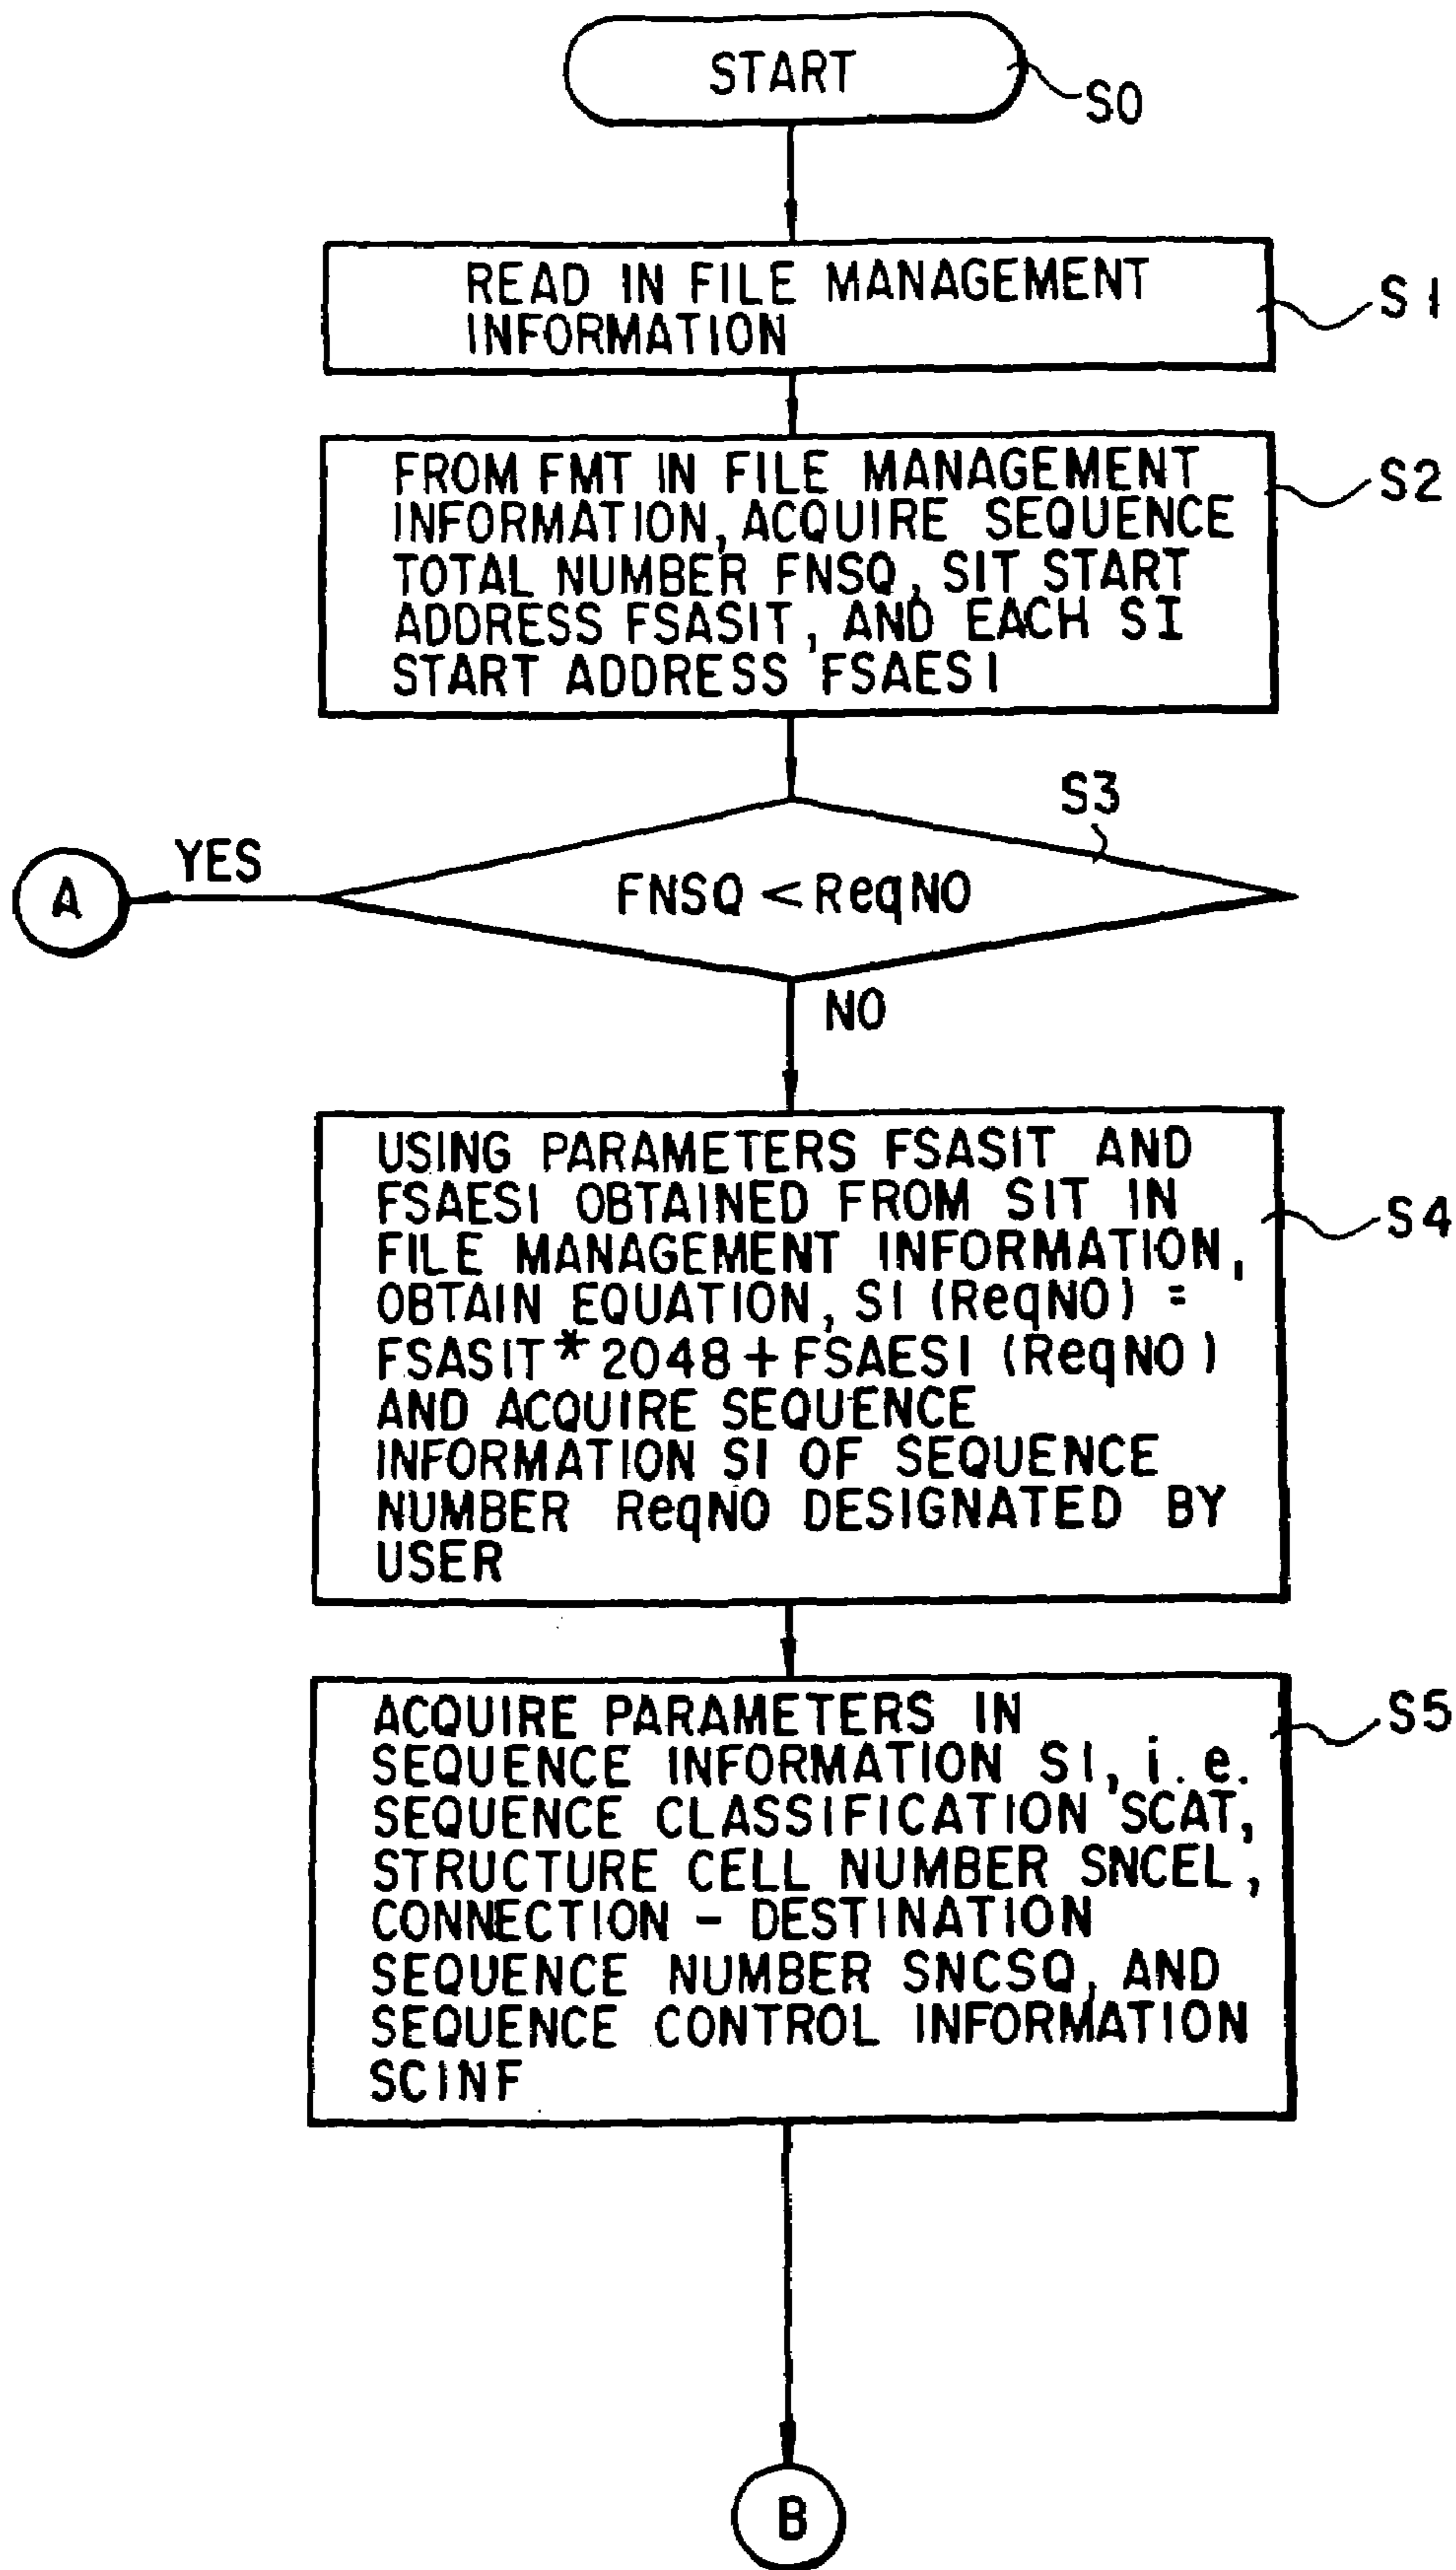 START
S0
READ IN FILE MANAGEMENT
INFORMATION
S1
FROM FMT IN FILE MANAGEMENT
INFORMATION, ACQUIRE SEQUENCE
TOTAL NUMBER FNSQ, SIT START
ADDRESS FSASIT, AND EACH SI
START ADDRESS FSAESI
S2
S3
YES
A
FNSQ < ReqNO
NO
USING PARAMETERS FSASIT AND
FSAESI OBTAINED FROM SIT IN
FILE MANAGEMENT INFORMATION,
OBTAIN EQUATION, SI (ReqNO) =
FSASIT * 2048 + FSAESI (ReqNO)
AND ACQUIRE SEQUENCE
INFORMATION SI OF SEQUENCE
NUMBER ReqNO DESIGNATED BY
USER
S4
ACQUIRE PARAMETERS IN
SEQUENCE INFORMATION SI, i.e.
SEQUENCE CLASSIFICATION SCAT,
STRUCTURE CELL NUMBER SNCEL,
CONNECTION - DESTINATION
SEQUENCE NUMBER SNCSQ, AND
SEQUENCE CONTROL INFORMATION
SCINF
S5
B